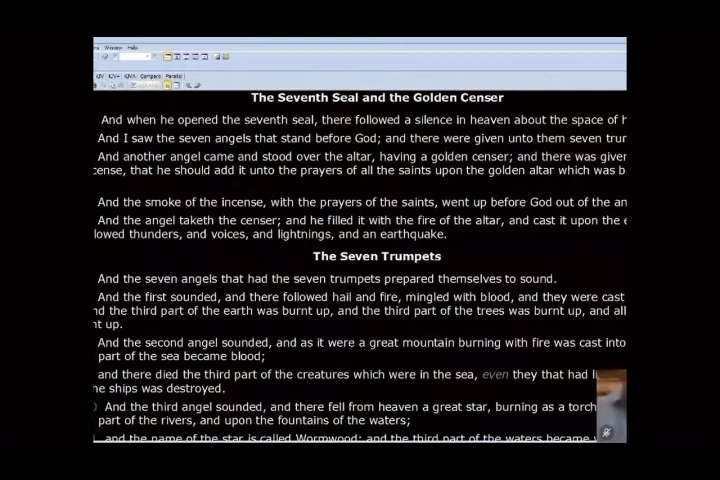 Window Help
KJV KJV+ KJVA Compare Parallel
The Seventh Seal and the Golden Censer
And when he opened the seventh seal, there followed a silence in heaven about the space of h
And I saw the seven angels that stand before God; and there were given unto them seven trum
And another angel came and stood over the altar, having a golden censer; and there was given
cense, that he should add it unto the prayers of all the saints upon the golden altar which was b
And the smoke of the incense, with the prayers of the saints, went up before God out of the an
And the angel taketh the censer; and he filled it with the fire of the altar, and cast it upon the e
lowed thunders, and voices, and lightnings, and an earthquake.
The Seven Trumpets
And the seven angels that had the seven trumpets prepared themselves to sound.
And the first sounded, and there followed hail and fire, mingled with blood, and they were cast
nd the third part of the earth was burnt up, and the third part of the trees was burnt up, and all
nt up.
And the second angel sounded, and as it were a great mountain burning with fire was cast into
part of the sea became blood;
and there died the third part of the creatures which were in the sea, even they that had li
he ships was destroyed.
And the third angel sounded, and there fell from heaven a great star, burning as a torch
part of the rivers, and upon the fountains of the waters;
and the name of the star is called Wormwood: and the third part of the waters became